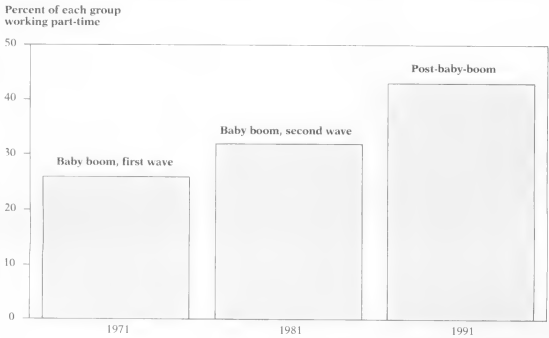 Percent of each group
working part-time
50
40
30
20
10
0
Post-baby-boom
Baby boom, second wave
Baby boom, first wave
1971
1981
1991